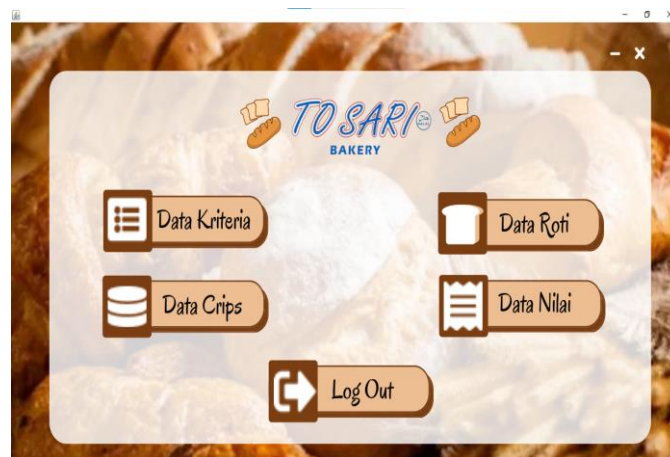 TO SARI
BAKERY
Data Kriteria
Data Roti
Data Crips
Data Nilai
Log Out